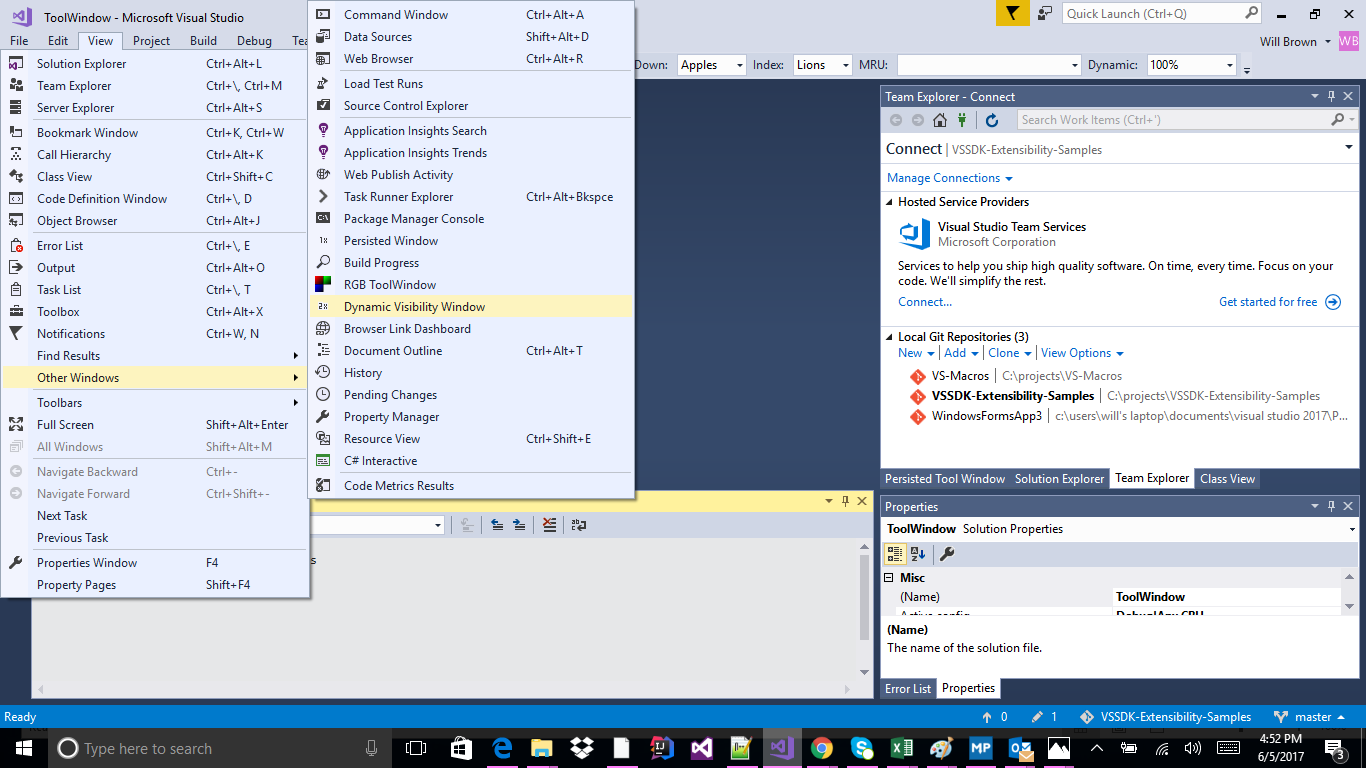 ToolWindow - Microsoft Visual Studio
Quick Launch (Ctrl+Q)
File Edit View Project Build Debug Tea
Will Brown WB
Down: Apples Index: Lions MRU: Dynamic: 100%
Solution Explorer Ctrl+Alt+L
Team Explorer Ctrl+\, Ctrl+M
Server Explorer Ctrl+Alt+S
Bookmark Window Ctrl+K, Ctrl+W
Call Hierarchy Ctrl+Alt+K
Class View Ctrl+Shift+C
Code Definition Window Ctrl+\, D
Object Browser Ctrl+Alt+J
Error List Ctrl+\, E
Output Ctrl+Alt+O
Task List Ctrl+\, T
Toolbox Ctrl+Alt+X
Notifications Ctrl+W, N
Find Results
Other Windows
Toolbars
Full Screen Shift+Alt+Enter
All Windows Shift+Alt+M
Navigate Backward Ctrl+-
Navigate Forward Ctrl+Shift+-
Next Task
Previous Task
Properties Window F4
Property Pages Shift+F4
Command Window Ctrl+Alt+A
Data Sources Shift+Alt+D
Web Browser Ctrl+Alt+R
Load Test Runs
Source Control Explorer
Application Insights Search
Application Insights Trends
Web Publish Activity
Task Runner Explorer Ctrl+Alt+Bkspce
C:\ Package Manager Console
1x Persisted Window
Build Progress
RGB ToolWindow
2x Dynamic Visibility Window
Browser Link Dashboard
Document Outline Ctrl+Alt+T
History
Pending Changes
Property Manager
Resource View Ctrl+Shift+E
C# Interactive
Code Metrics Results
s
Team Explorer - Connect
Search Work Items (Ctrl+')
Connect | VSSDK-Extensibility-Samples
Manage Connections
Hosted Service Providers
Visual Studio Team Services
Microsoft Corporation
Services to help you ship high quality software. On time, every time. Focus on your
code. We'll simplify the rest.
Connect... Get started for free
Local Git Repositories (3)
New | Add | Clone | View Options
VS-Macros | C:\projects\VS-Macros
VSSDK-Extensibility-Samples | C:\projects\VSSDK-Extensibility-Samples
WindowsFormsApp3 | c:\users\will's laptop\documents\visual studio 2017\P...
Persisted Tool Window Solution Explorer Team Explorer Class View
Properties
ToolWindow Solution Properties
Misc
(Name) ToolWindow
Active config Debug|Any CPU
(Name)
The name of the solution file.
Error List Properties
Ready
0 1 VSSDK-Extensibility-Samples master
Type here to search
MP
4:52 PM
6/5/2017
3